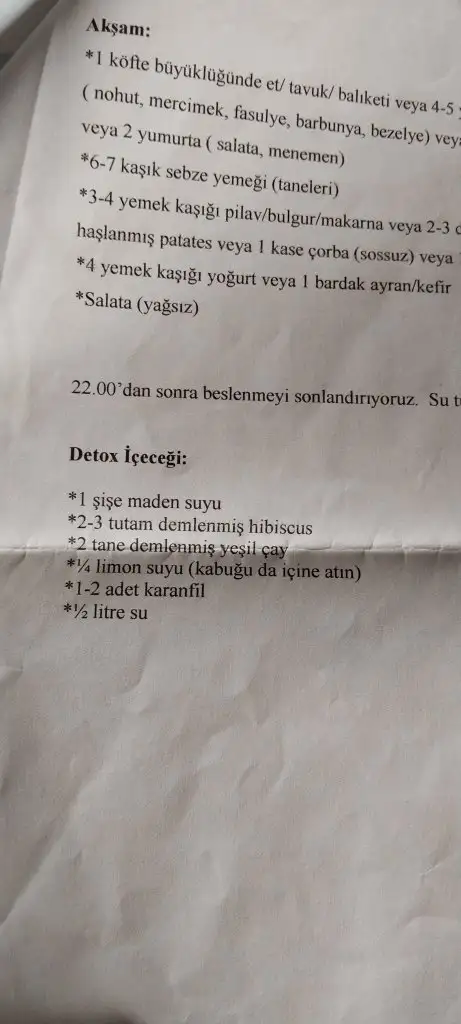 Akşam:
*1 köfte büyüklüğünde et/ tavuk/ balıketi veya 4-5
( nohut, mercimek, fasulye, barbunya, bezelye)
veya 2 yumurta ( salata, menemen)
*6-7 kaşık sebze yemeği (taneleri)
*3-4 yemek kaşığı pilav/bulgur/makarna veya 2-3
haşlanmış patates veya 1 kase çorba (sossuz) veya
*4 yemek kaşığı yoğurt veya 1 bardak ayran/kefir
*Salata (yağsız)
22.00’dan sonra beslenmeyi sonlandırıyoruz. Su
Detox İçeceği:
*1 şişe maden suyu
*2-3 tutam demlenmiş hibiscus
*2 tane demlenmiş yeşil çay
*¼ limon suyu (kabuğu da içine atın)
*1-2 adet karanfil
*½ litre su